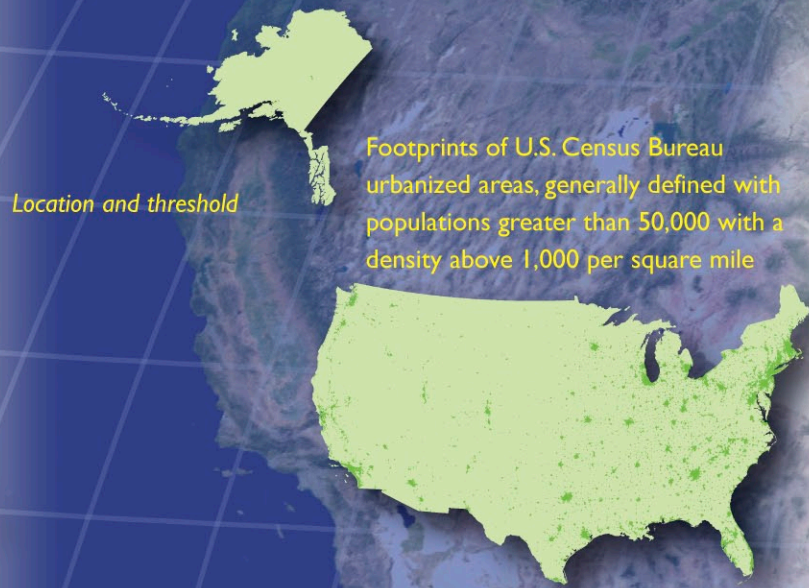 Location and threshold
Footprints of U.S. Census Bureau
urbanized areas, generally defined with
populations greater than 50,000 with a
density above 1,000 per square mile